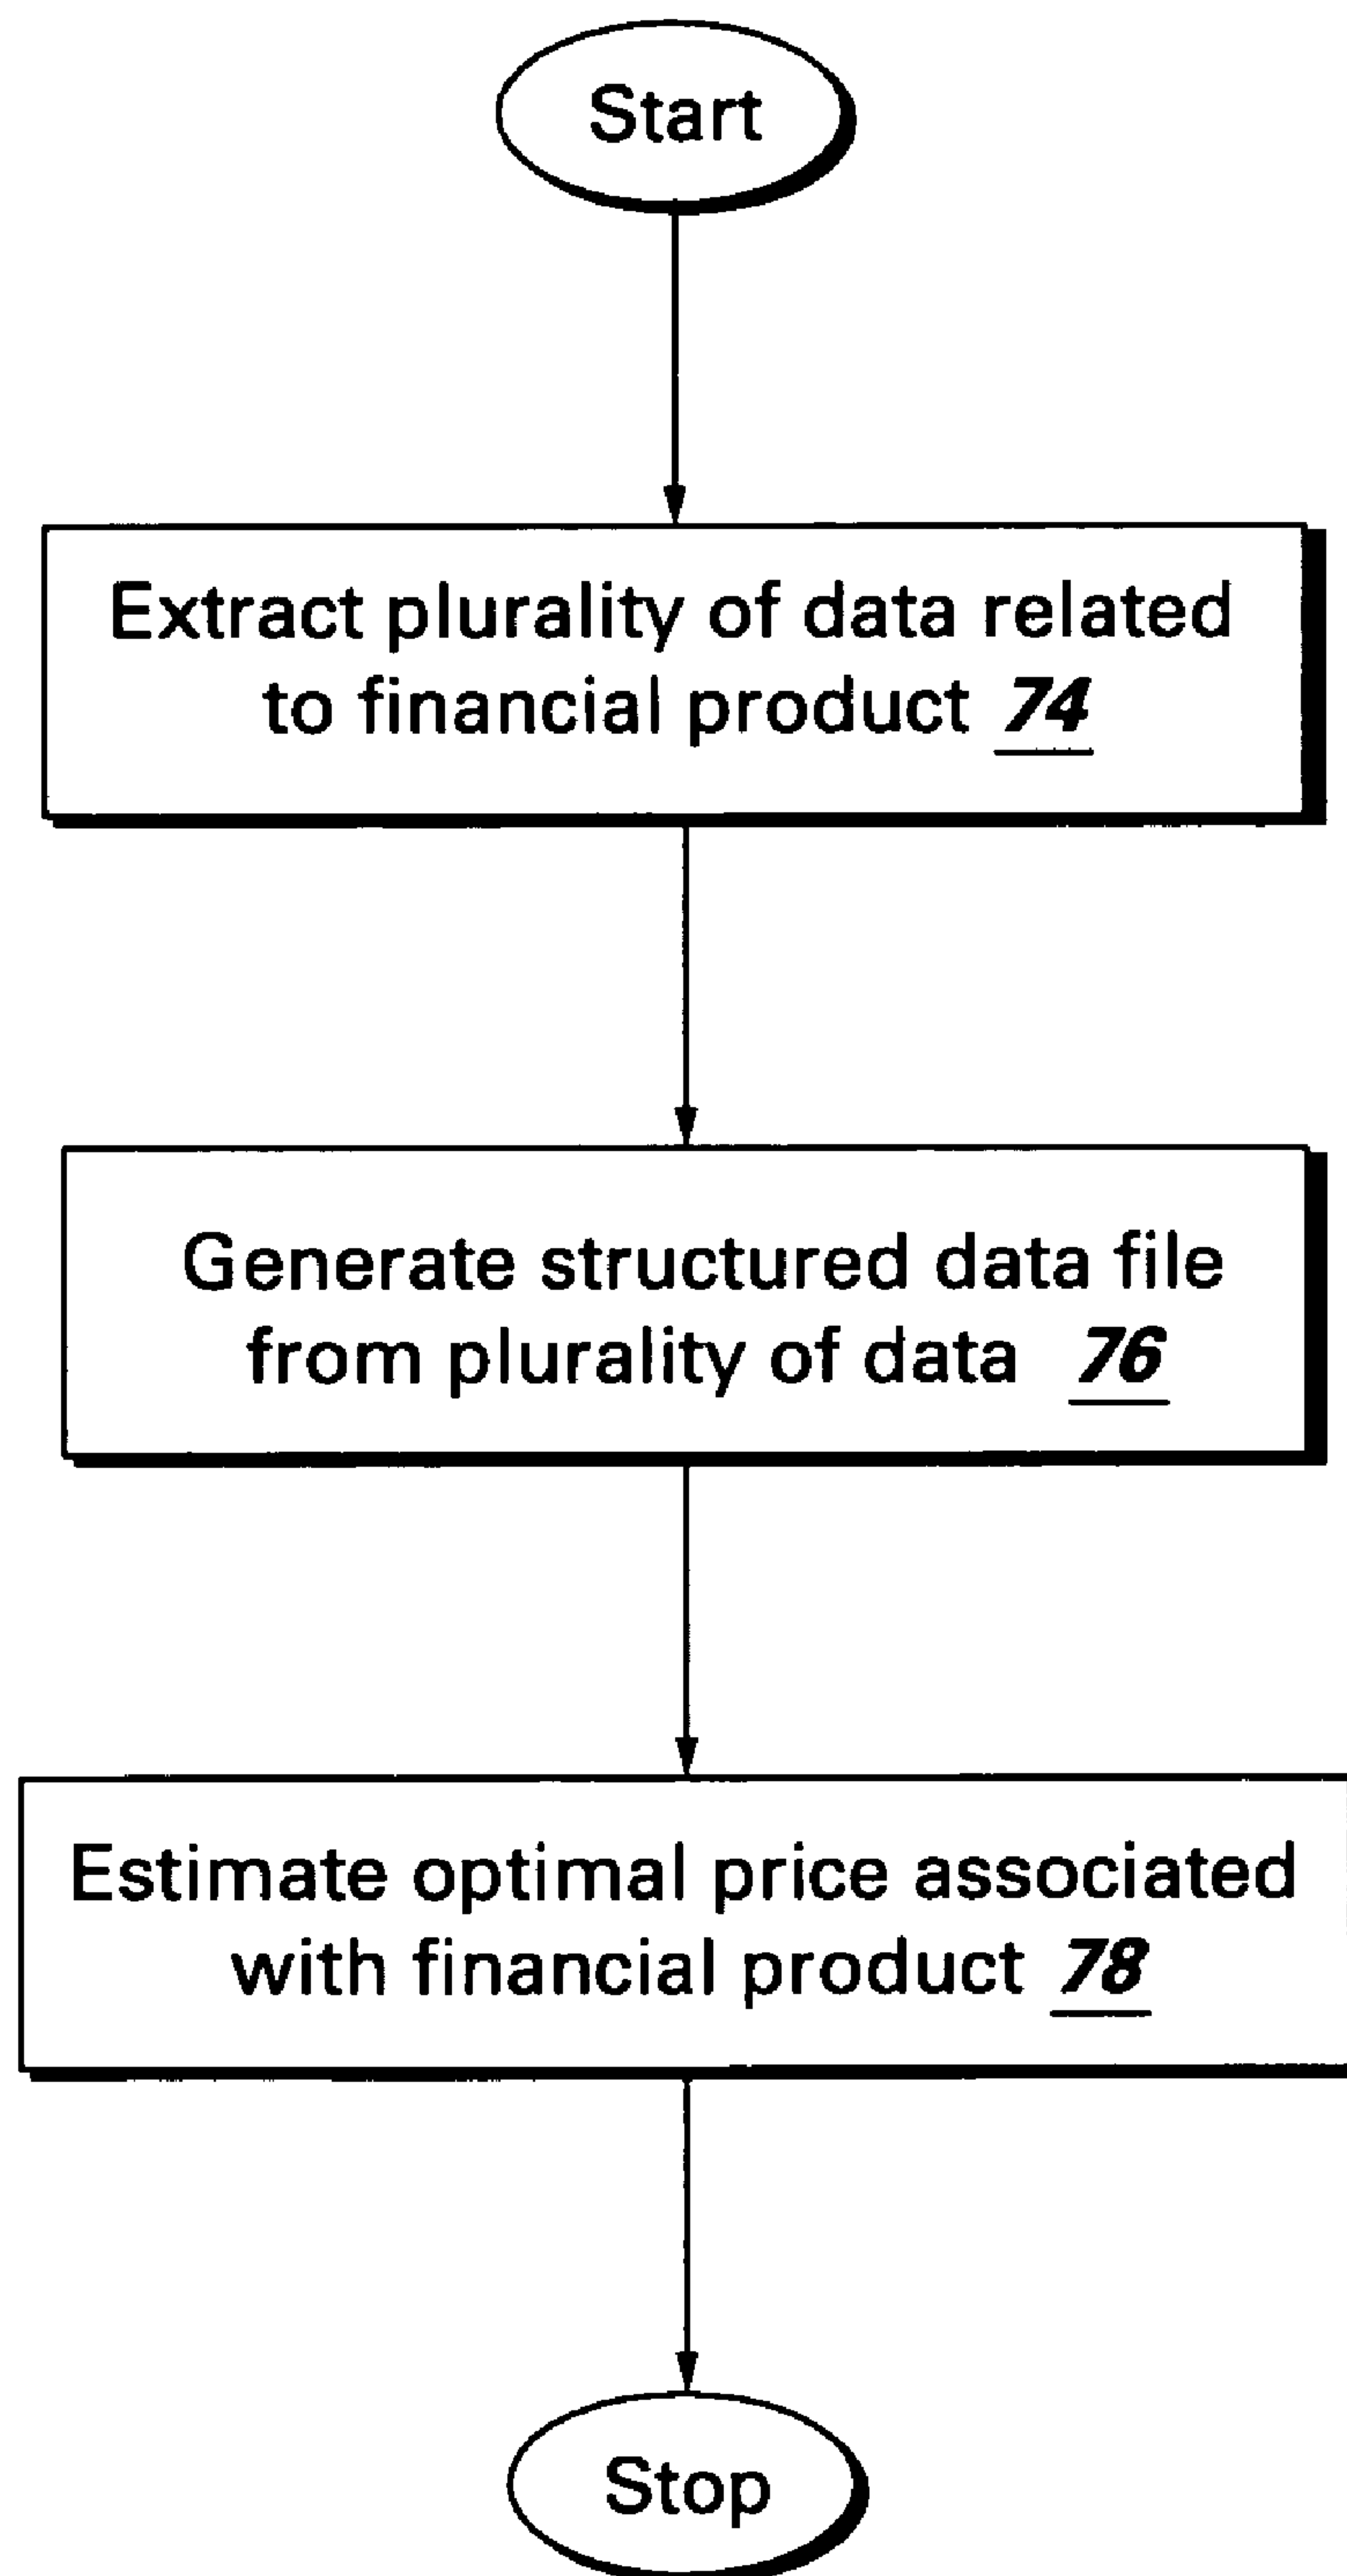 Start
Extract plurality of data related
to financial product 74
Generate structured data file
from plurality of data 76
Estimate optimal price associated
with financial product 78
Stop